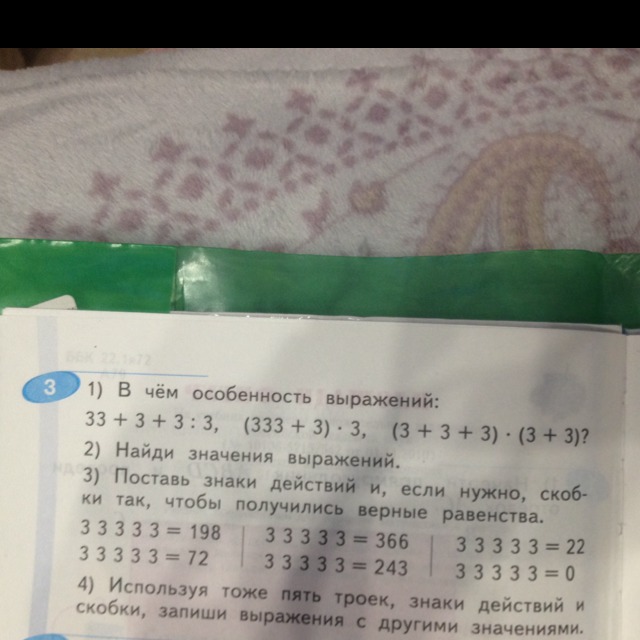 3 1) В чём особенность выражений:
33 + 3 + 3 : 3, (333 + 3) · 3, (3 + 3 + 3) · (3 + 3)?
2) Найди значения выражений.
3) Поставь знаки действий и, если нужно, скоб-
ки так, чтобы получились верные равенства.
3 3 3 3 3 = 198 3 3 3 3 3 = 366 3 3 3 3 3 = 22
3 3 3 3 3 = 72 3 3 3 3 3 = 243 3 3 3 3 3 = 0
4) Используя тоже пять троек, знаки действий и
скобки, запиши выражения с другими значениями.